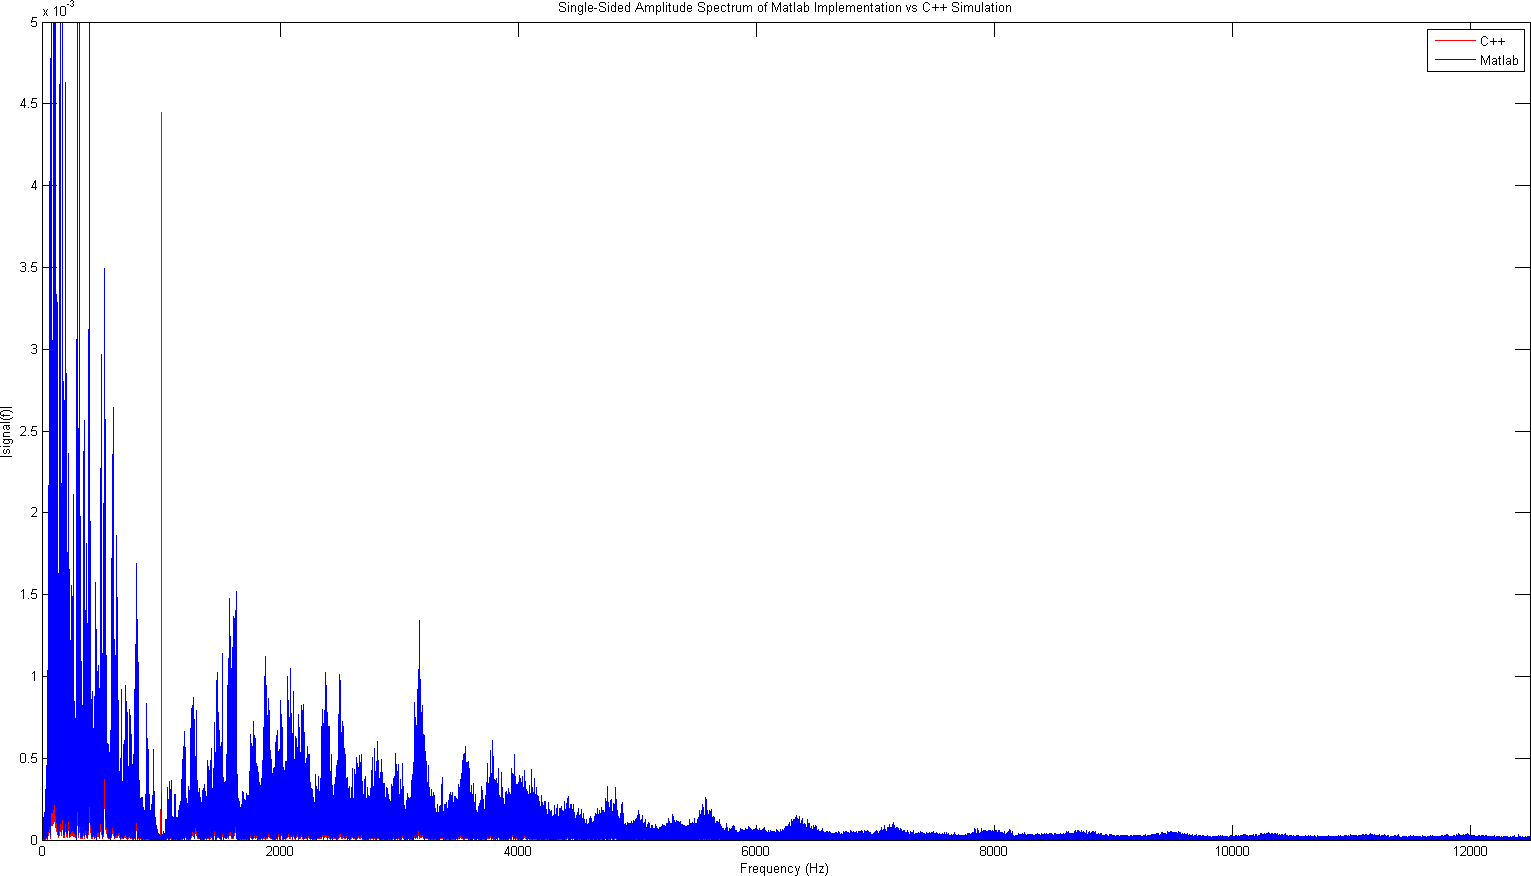 Single-Sided Amplitude Spectrum of Matlab Implementation vs C++ Simulation
x 10^-3
C++
Matlab
5
4.5
4
3.5
3
2.5
2
1.5
1
0.5
0
|signal(f)|
0 2000 4000 6000 8000 10000 12000
Frequency (Hz)